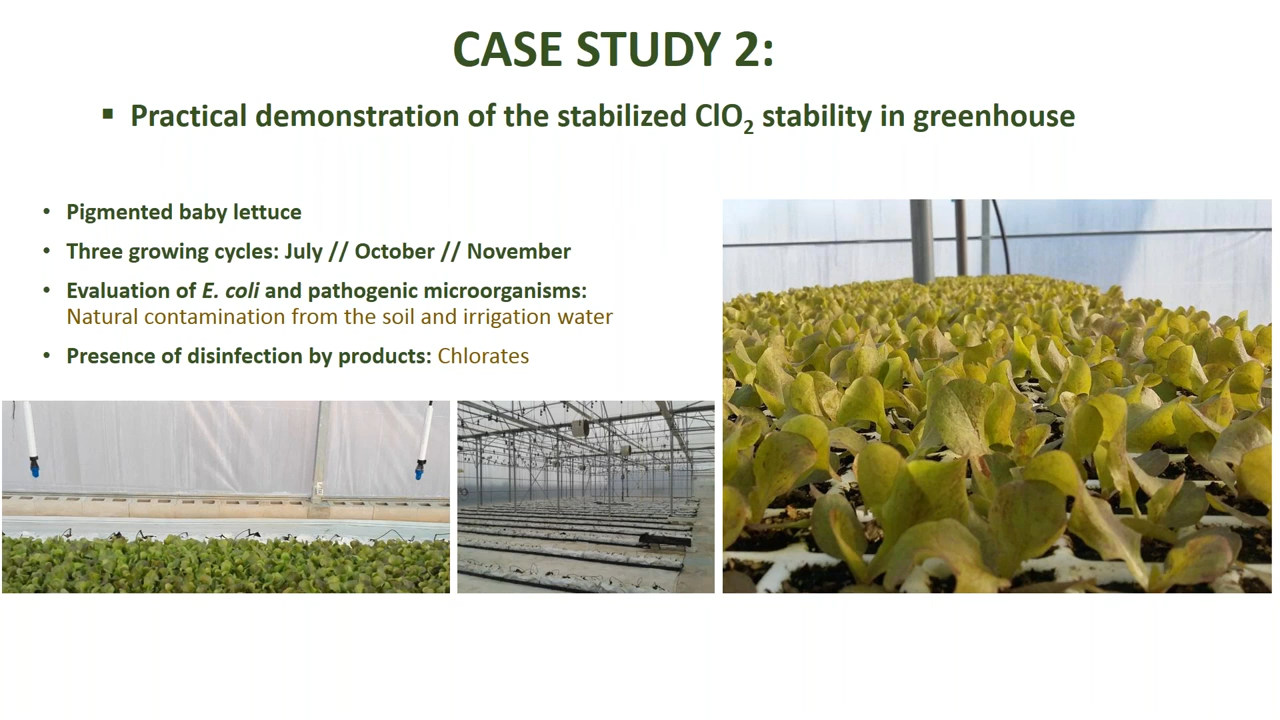 CASE STUDY 2:
▪ Practical demonstration of the stabilized ClO₂ stability in greenhouse
• Pigmented baby lettuce
• Three growing cycles: July // October // November
• Evaluation of E. coli and pathogenic microorganisms:
Natural contamination from the soil and irrigation water
• Presence of disinfection by products: Chlorates